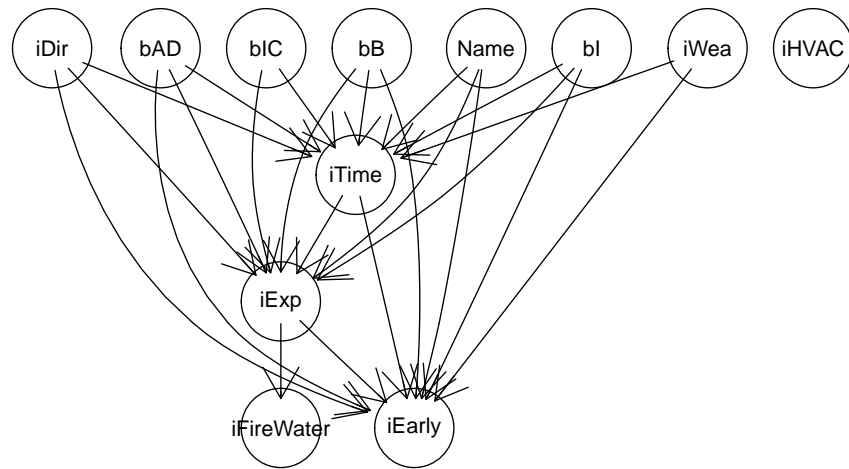 iDir bAD bIC bB Name bI iWea iHVAC
iTime
iExp
iFireWater iEarly